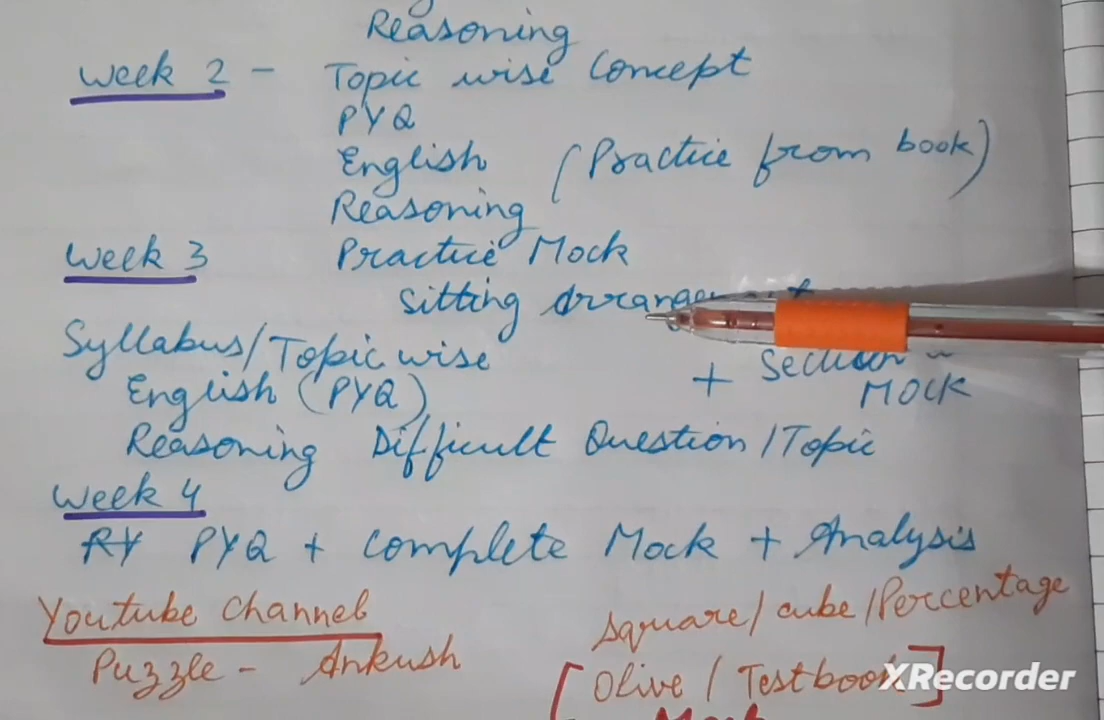 Reasoning
Week 2 - Topic wise Concept
PYQ
English (Practice from book)
Reasoning
Week 3 Practice Mock
Sitting
Syllabus/Topic wise
+ Section
English (PYQ) MOCK
Reasoning Difficult Question/Topic
Week 4
PYQ + Complete Mock + Analysis
Youtube Channel
Square/cube/Percentage
Puzzle - Ankush
[Olive / Testbook]
XRecorder